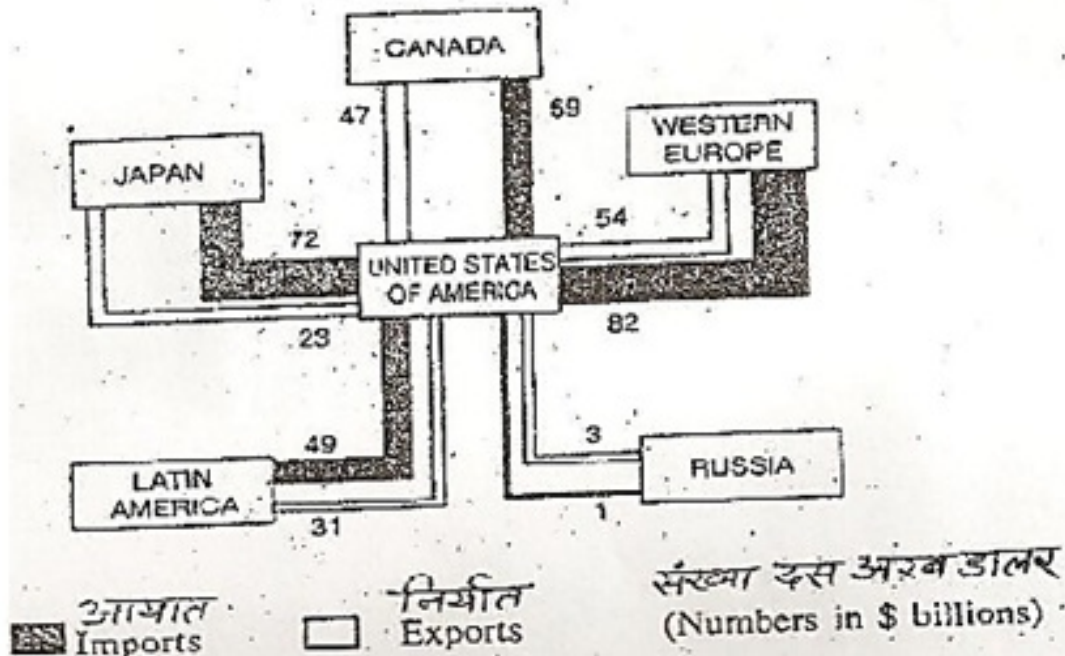 CANADA
47
59
WESTERN
EUROPE
JAPAN
54
72
UNITED STATES
OF AMERICA
82
23
49
3
LATIN
AMERICA
RUSSIA
31
1
आयात
Imports
निर्यात
Exports
संख्या दस अरब डालर
(Numbers in $ billions)